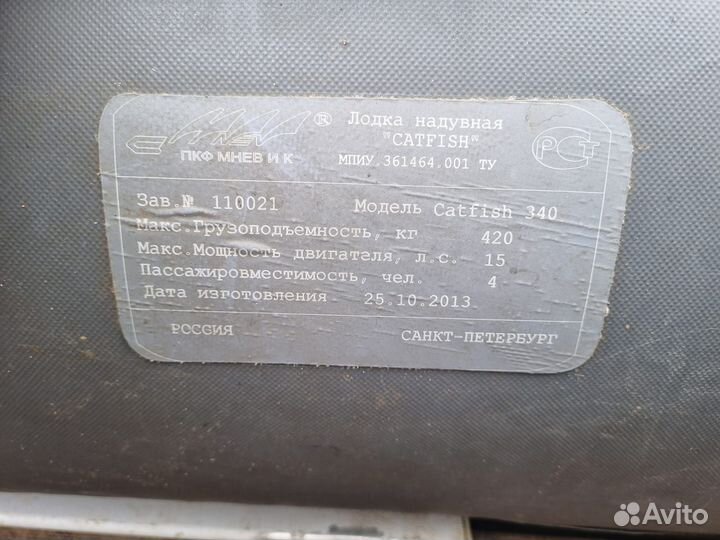 MNEV ® Лодка надувная
"CATFISH"
ПКФ МНЕВ И К МПИУ.361464.001 ТУ
РСТ
Зав.№ 110021 Модель Catfish 340
Макс.Грузоподъемность, кг 420
Макс.Мощность двигателя, л.с. 15
Пассажировместимость, чел. 4
Дата изготовления 25.10.2013
РОССИЯ САНКТ-ПЕТЕРБУРГ
Avito